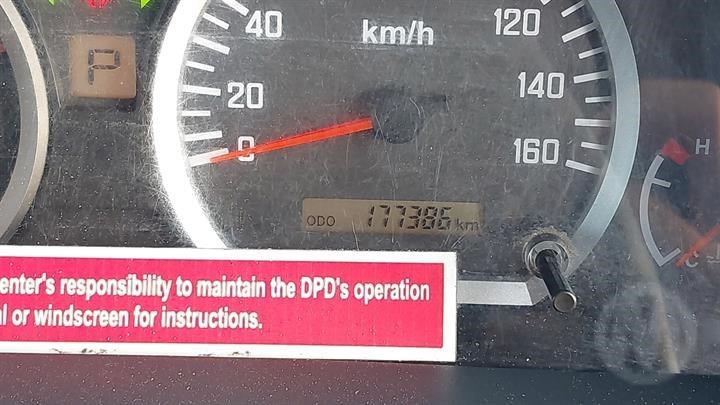 40
km/h
120
P
20
140
0
160
H
ODO 177386 km
C
enter's responsibility to maintain the DPD's operation
al or windscreen for instructions.